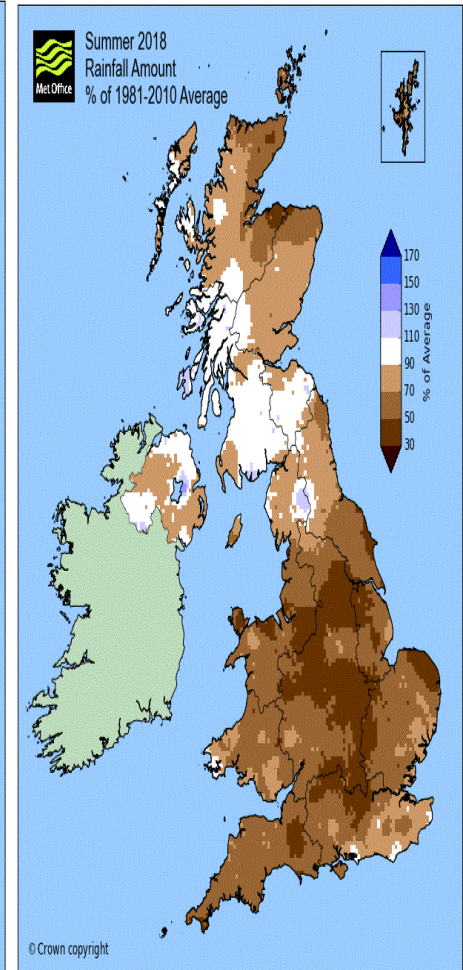 Met Office
Summer 2018
Rainfall Amount
% of 1981-2010 Average
170
150
130
110
90
70
50
30
% of Average
© Crown copyright